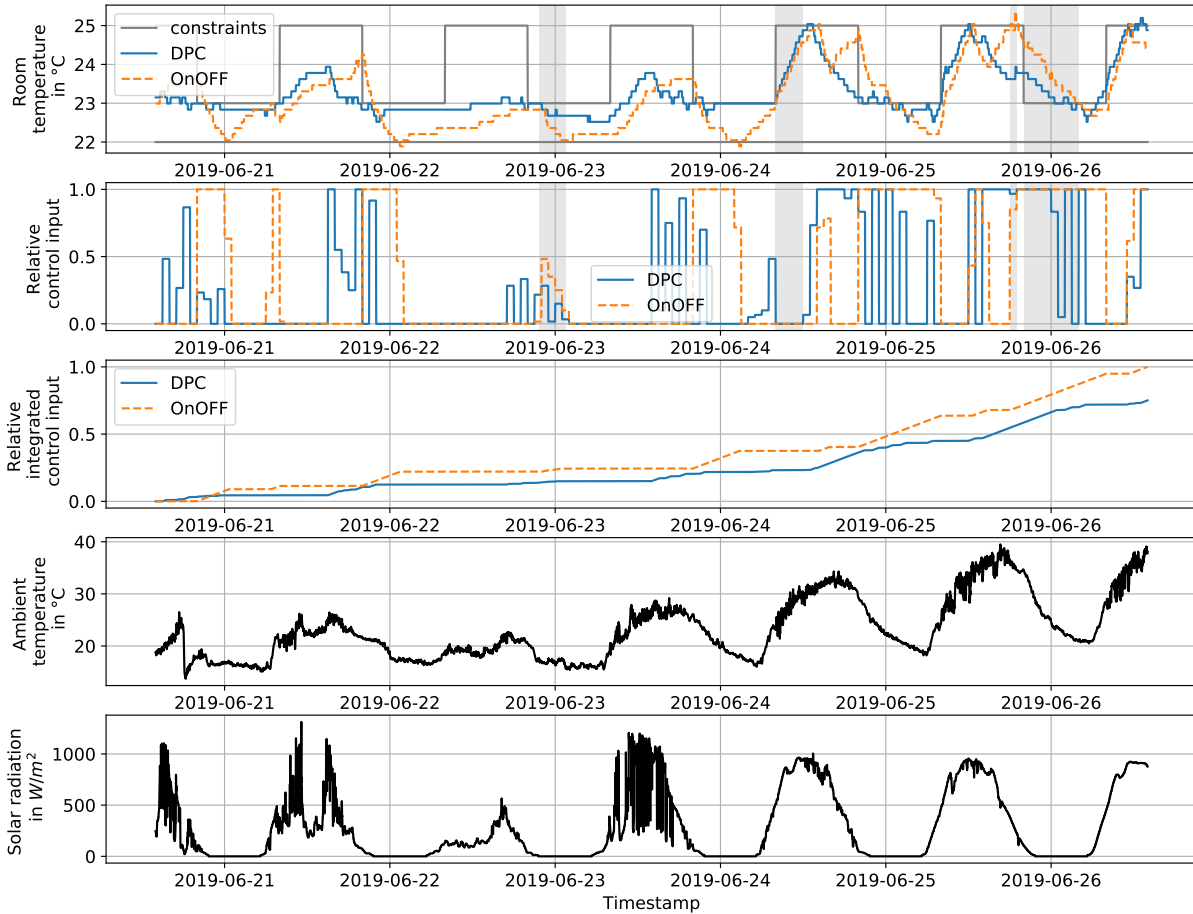 Room
temperature
in °C
25
24
23
22
constraints
DPC
OnOFF
2019-06-21 2019-06-22 2019-06-23 2019-06-24 2019-06-25 2019-06-26
Relative
control input
1.0
0.5
0.0
DPC
OnOFF
2019-06-21 2019-06-22 2019-06-23 2019-06-24 2019-06-25 2019-06-26
Relative
integrated
control input
1.0
0.5
0.0
DPC
OnOFF
2019-06-21 2019-06-22 2019-06-23 2019-06-24 2019-06-25 2019-06-26
Ambient
temperature
in °C
40
30
20
2019-06-21 2019-06-22 2019-06-23 2019-06-24 2019-06-25 2019-06-26
Solar radiation
in W/m²
1000
500
0
2019-06-21 2019-06-22 2019-06-23 2019-06-24 2019-06-25 2019-06-26
Timestamp